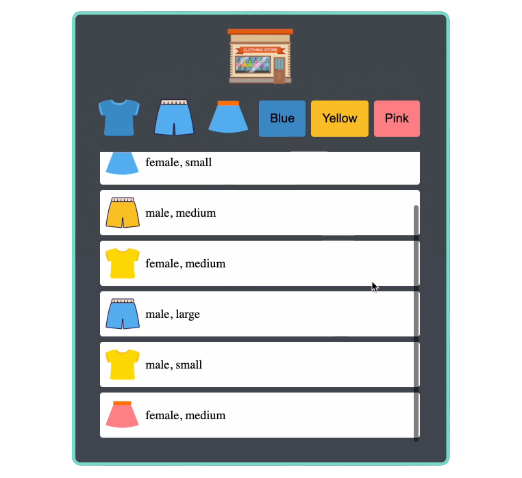 CLOTHING STORE
Blue
Yellow
Pink
female, small
male, medium
female, medium
male, large
male, small
female, medium